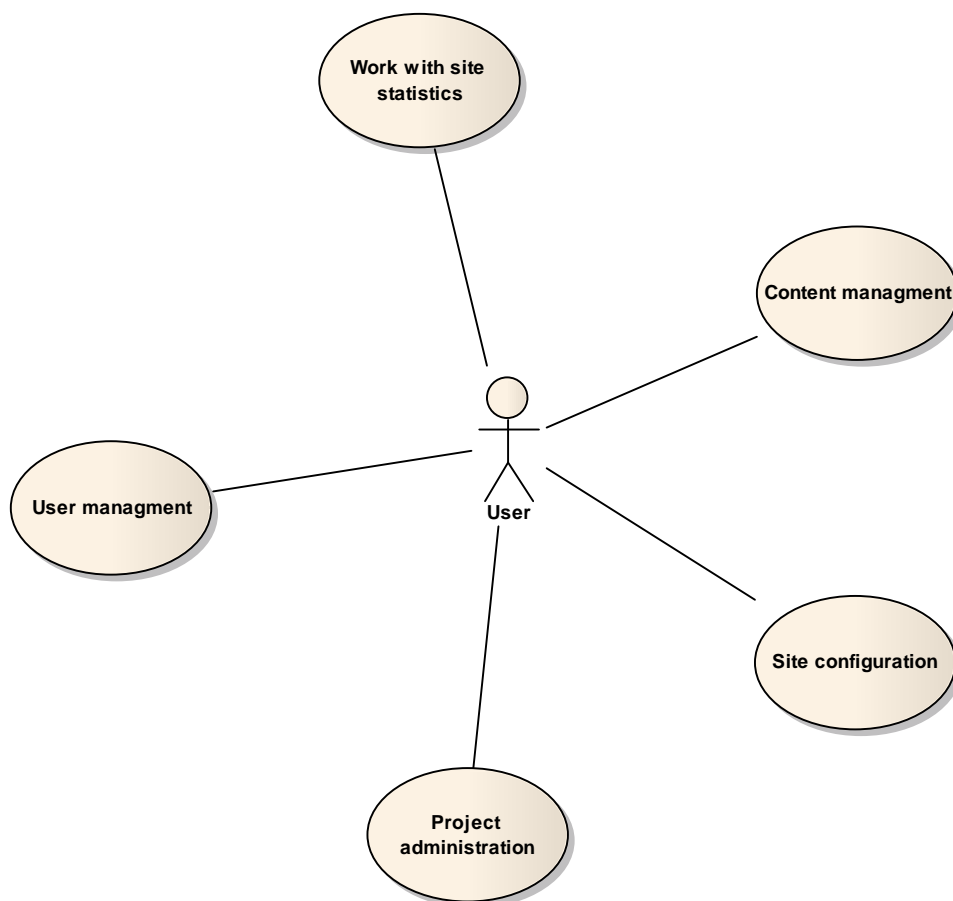 Work with site
statistics
Content managment
User managment
User
Site configuration
Project
administration